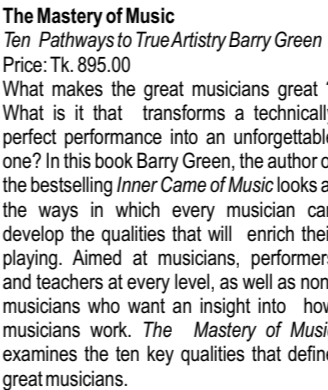 The Mastery of Music
Ten Pathways to True Artistry Barry Green
Price: Tk. 895.00
What makes the great musicians great ?
What is it that transforms a technically
perfect performance into an unforgettable
one? In this book Barry Green, the author of
the bestselling Inner Came of Music looks at
the ways in which every musician can
develop the qualities that will enrich their
playing. Aimed at musicians, performers
and teachers at every level, as well as non
musicians who want an insight into how
musicians work. The Mastery of Music
examines the ten key qualities that define
great musicians.